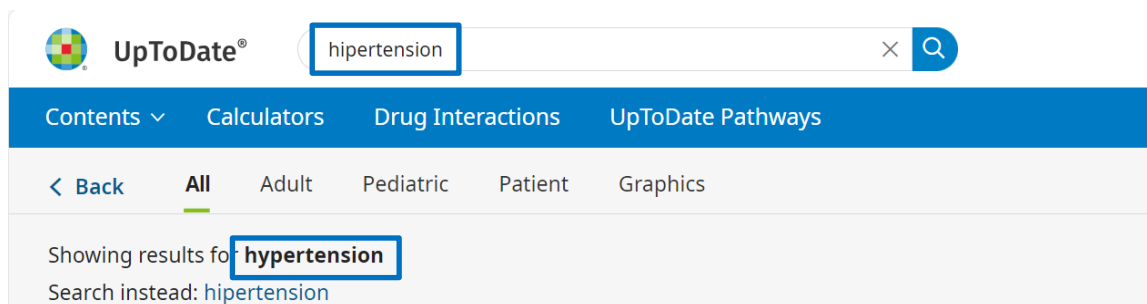 UpToDate® hipertension
Contents Calculators Drug Interactions UpToDate Pathways
Back All Adult Pediatric Patient Graphics
Showing results for hypertension
Search instead: hipertension